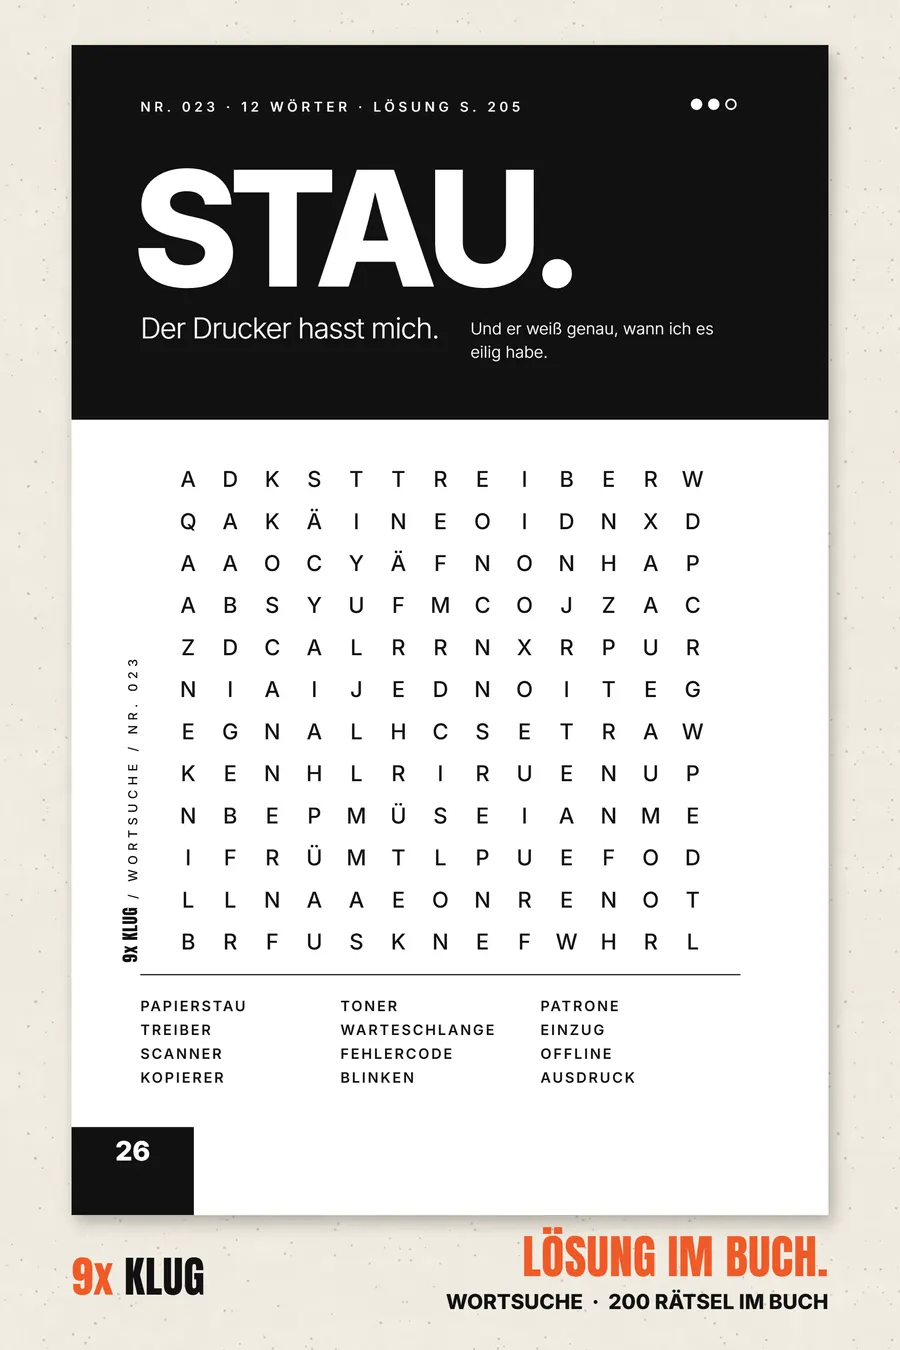 NR. 023 · 12 WÖRTER · LÖSUNG S. 205
STAU.
Der Drucker hasst mich.
Und er weiß genau, wann ich es
eilig habe.
A D K S T T R E I B E R W
Q A K Ä I N E O I D N X D
A A O C Y Ä F N O N H A P
A B S Y U F M C O J Z A C
Z D C A L R R N X R P U R
N I A I J E D N O I T E G
E G N A L H C S E T R A W
K E N H L R I R U E N U P
N B E P M Ü S E I A N M E
I F R Ü M T L P U E F O D
L L N A A E O N R E N O T
B R F U S K N E F W H R L
9x KLUG / WORTSUCHE / NR. 023
PAPIERSTAU TONER PATRONE
TREIBER WARTESCHLANGE EINZUG
SCANNER FEHLERCODE OFFLINE
KOPIERER BLINKEN AUSDRUCK
26
9x KLUG
LÖSUNG IM BUCH.
WORTSUCHE · 200 RÄTSEL IM BUCH